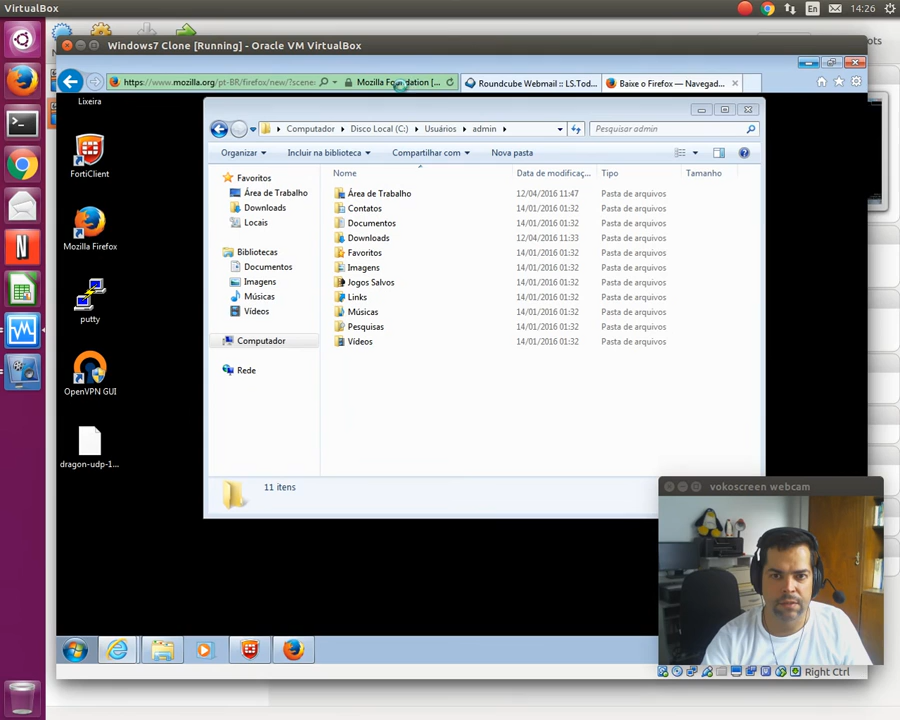 VirtualBox
En
14:26
Windows7 Clone [Running] - Oracle VM VirtualBox
ots
https://www.mozilla.org/pt-BR/firefox/new/?scene:
Roundcube Webmail :: LS.Tod...
Baixe o Firefox — Navegad...
Lixeira
FortiClient
Mozilla Firefox
putty
OpenVPN GUI
dragon-udp-1...
Computador
Disco Local (C:)
Usuários
admin
Pesquisar admin
Organizar
Incluir na biblioteca
Compartilhar com
Nova pasta
Favoritos
Área de Trabalho
Downloads
Locais
Bibliotecas
Documentos
Imagens
Músicas
Vídeos
Computador
Rede
Nome
Data de modificaç...
Tipo
Tamanho
Área de Trabalho 12/04/2016 11:47 Pasta de arquivos
Contatos 14/01/2016 01:32 Pasta de arquivos
Documentos 14/01/2016 01:32 Pasta de arquivos
Downloads 12/04/2016 11:33 Pasta de arquivos
Favoritos 14/01/2016 01:32 Pasta de arquivos
Imagens 14/01/2016 01:32 Pasta de arquivos
Jogos Salvos 14/01/2016 01:32 Pasta de arquivos
Links 14/01/2016 01:32 Pasta de arquivos
Músicas 14/01/2016 01:32 Pasta de arquivos
Pesquisas 14/01/2016 01:32 Pasta de arquivos
Vídeos 14/01/2016 01:32 Pasta de arquivos
11 itens
vokoscreen webcam
Right Ctrl